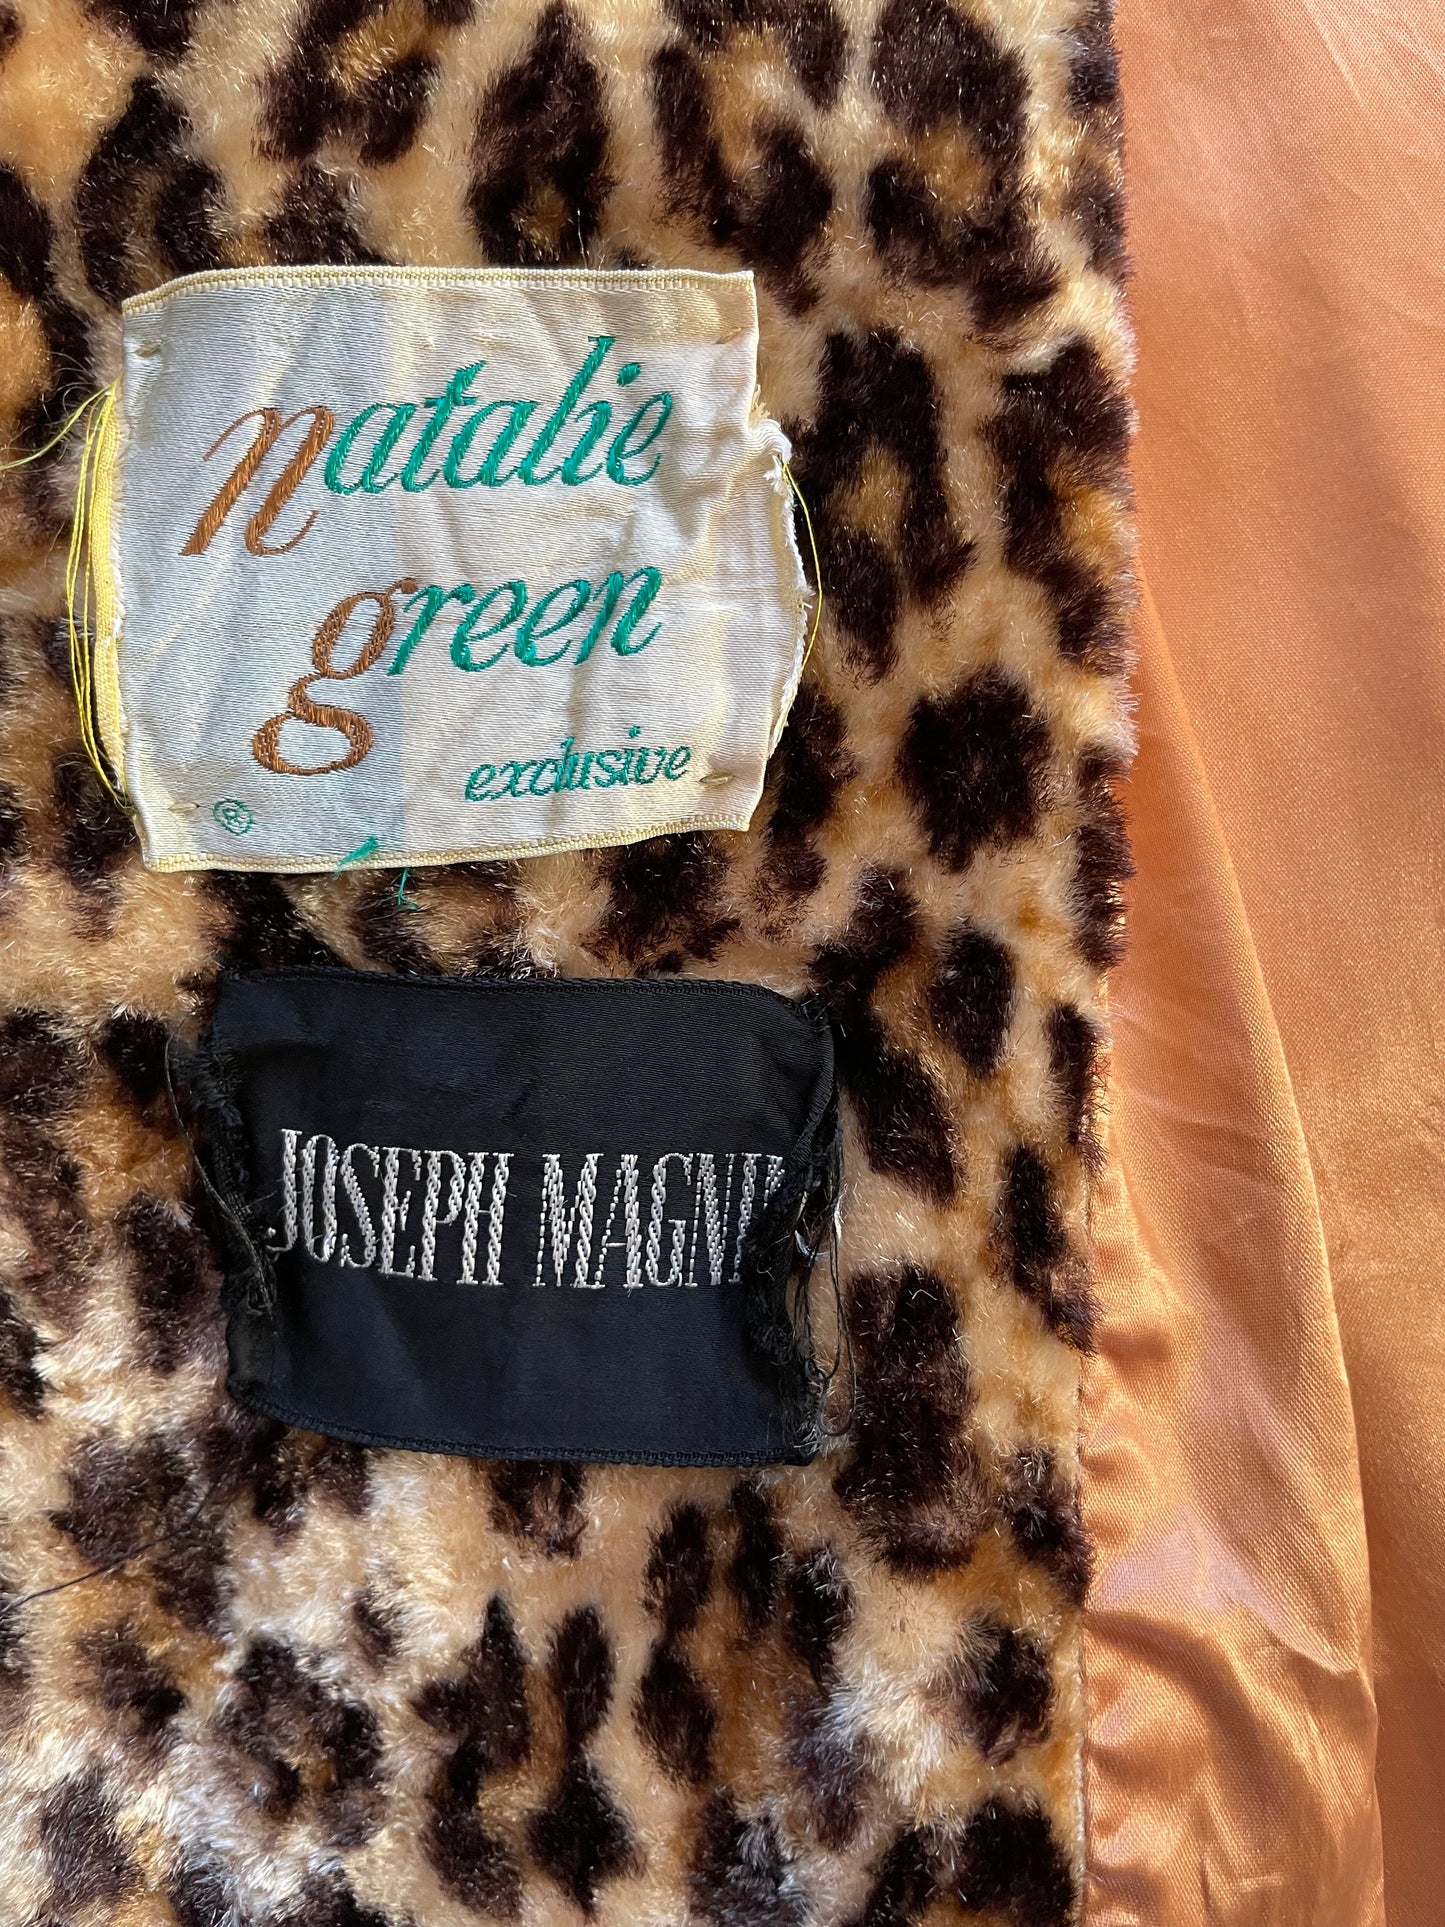 natalie
green
exclusive
®
JOSEPH MAGNI